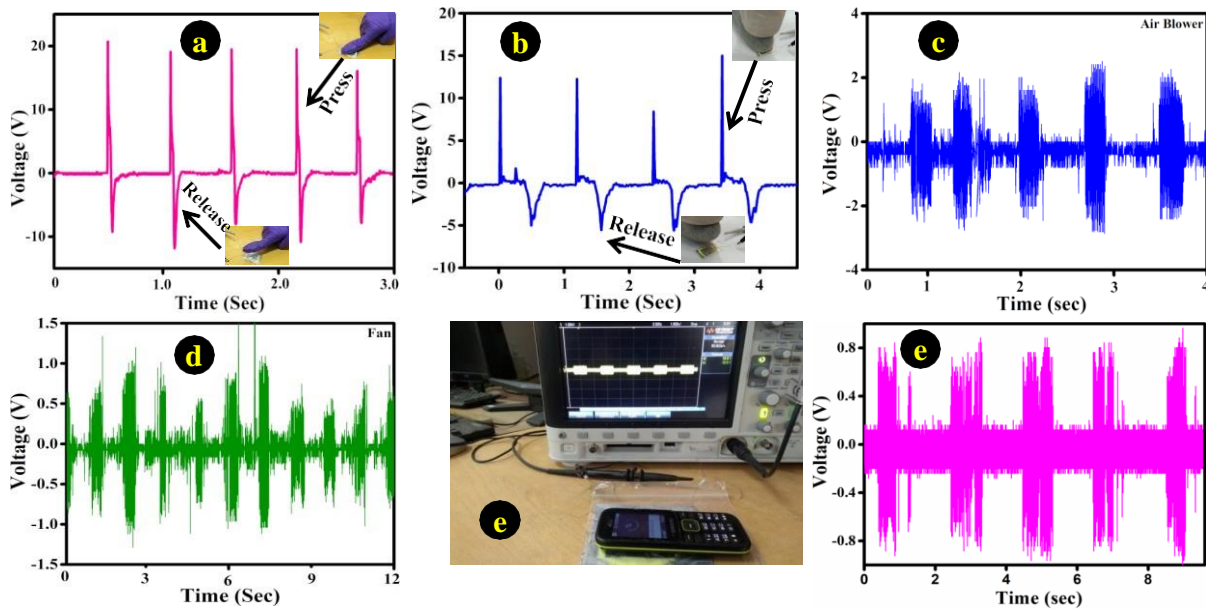 a
Press
Release
Voltage (V)
20
10
0
-10
0
1.0
2.0
3.0
Time (Sec)
b
Press
Release
Voltage (V)
20
15
10
5
0
-5
-10
0
1
2
3
4
Time (Sec)
c
Air Blower
Voltage (V)
4
2
0
-2
-4
0
1
2
3
4
Time (sec)
d
Fan
Voltage (V)
1.5
1.0
0.5
0.0
-0.5
-1.0
-1.5
0
3
6
9
12
Time (Sec)
e
e
Voltage (V)
0.8
0.4
0.0
-0.4
-0.8
0
2
4
6
8
Time (sec)